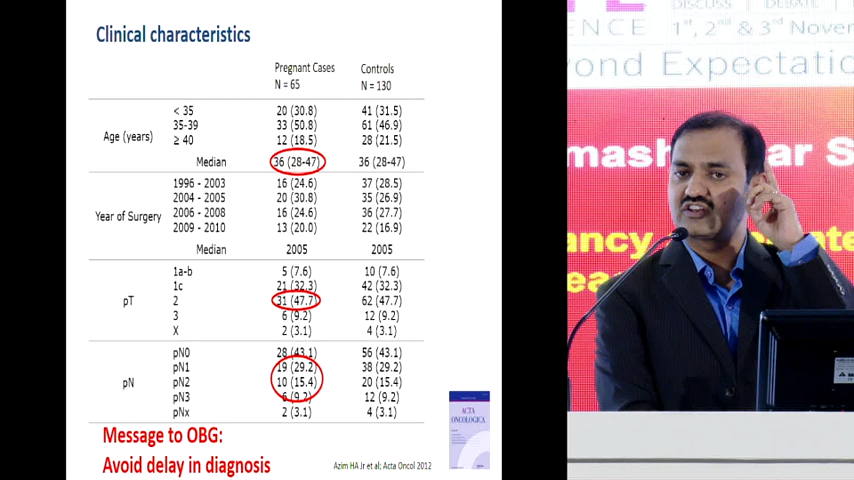 Clinical characteristics
Pregnant Cases Controls
N = 65 N = 130
Age (years)
< 35 20 (30.8) 41 (31.5)
35-39 33 (50.8) 61 (46.9)
≥ 40 12 (18.5) 28 (21.5)
Median 36 (28-47) 36 (28-47)
Year of Surgery
1996 - 2003 16 (24.6) 37 (28.5)
2004 - 2005 20 (30.8) 35 (26.9)
2006 - 2008 16 (24.6) 36 (27.7)
2009 - 2010 13 (20.0) 22 (16.9)
Median 2005 2005
pT
1a-b 5 (7.6) 10 (7.6)
1c 21 (32.3) 42 (32.3)
2 31 (47.7) 62 (47.7)
3 6 (9.2) 12 (9.2)
X 2 (3.1) 4 (3.1)
pN
pN0 28 (43.1) 56 (43.1)
pN1 19 (29.2) 38 (29.2)
pN2 10 (15.4) 20 (15.4)
pN3 6 (9.2) 12 (9.2)
pNx 2 (3.1) 4 (3.1)
Message to OBG:
Avoid delay in diagnosis
Azim HA Jr et al; Acta Oncol 2012
ACTA
ONCOLOGICA
DISCUSS DEBATE
ENCE 1st, 2nd & 3rd Novem
yond Expectati
mash ar S
ancy
ea